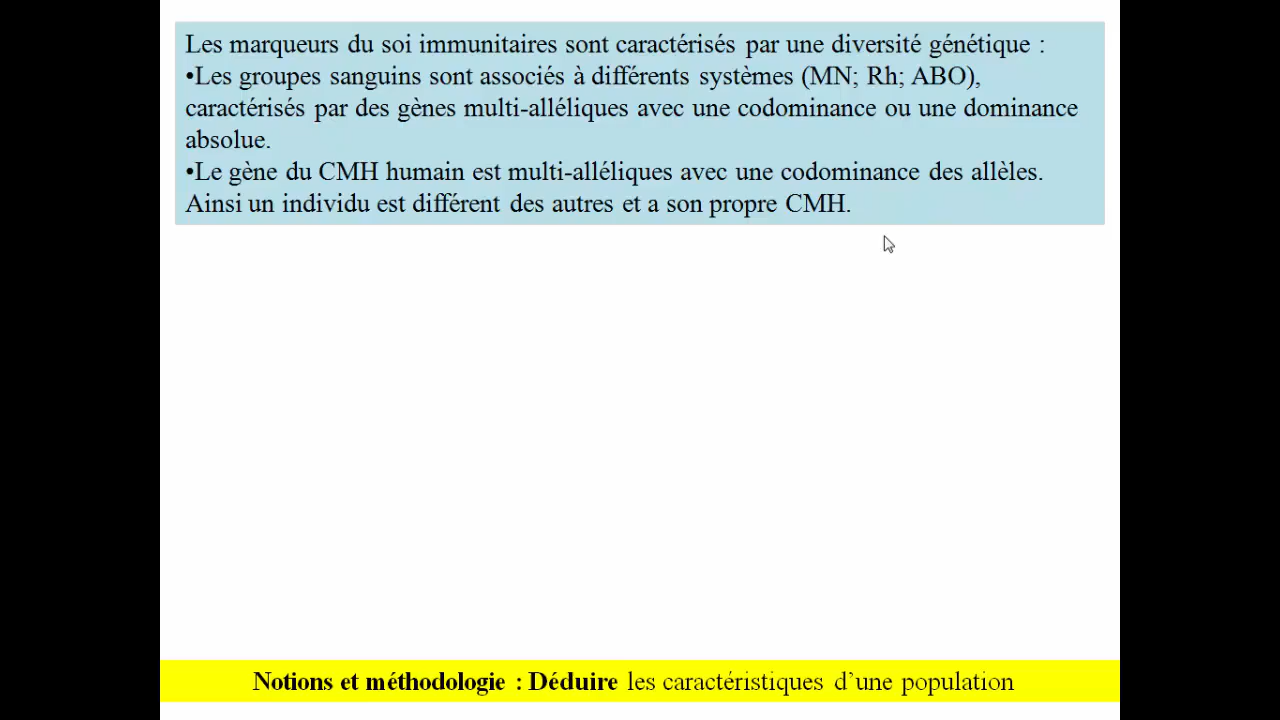 Les marqueurs du soi immunitaires sont caractérisés par une diversité génétique :
•Les groupes sanguins sont associés à différents systèmes (MN; Rh; ABO),
caractérisés par des gènes multi-alléliques avec une codominance ou une dominance
absolue.
•Le gène du CMH humain est multi-alléliques avec une codominance des allèles.
Ainsi un individu est différent des autres et a son propre CMH.
Notions et méthodologie : Déduire les caractéristiques d’une population